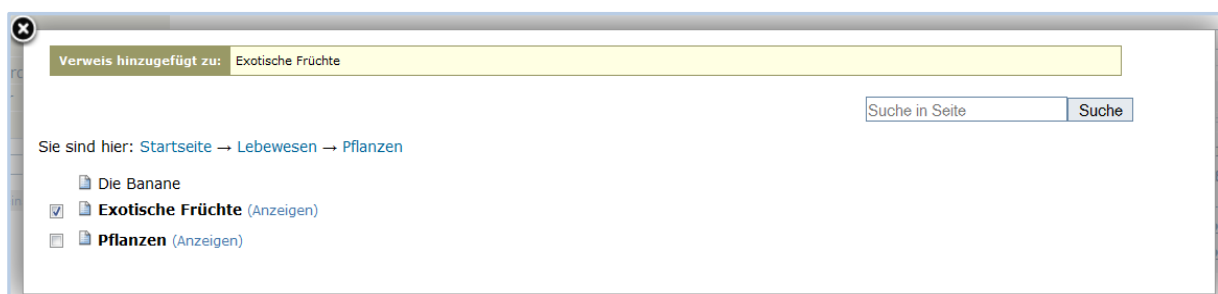 Verweis hinzugefügt zu: Exotische Früchte
Suche in Seite Suche
Sie sind hier: Startseite → Lebewesen → Pflanzen
Die Banane
Exotische Früchte (Anzeigen)
Pflanzen (Anzeigen)